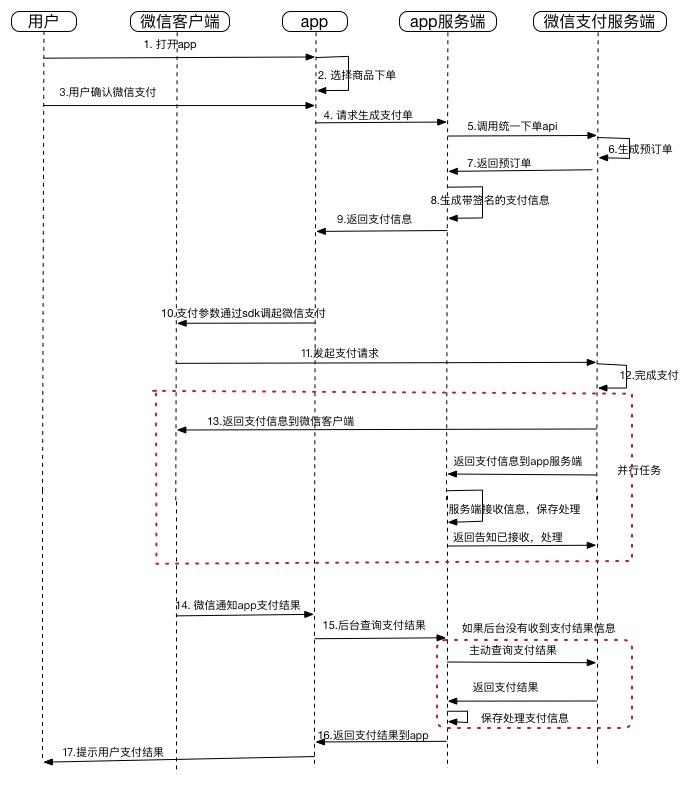 用户
微信客户端
app
app服务端
微信支付服务端
1. 打开app
2. 选择商品下单
3.用户确认微信支付
4. 请求生成支付单
5.调用统一下单api
6.生成预订单
7.返回预订单
8.生成带签名的支付信息
9.返回支付信息
10.支付参数通过sdk调起微信支付
11.发起支付请求
12.完成支付
13.返回支付信息到微信客户端
返回支付信息到app服务端
并行任务
服务端接收信息，保存处理
返回告知已接收，处理
14. 微信通知app支付结果
15.后台查询支付结果
如果后台没有收到支付结果信息
主动查询支付结果
返回支付结果
保存处理支付信息
16.返回支付结果到app
17.提示用户支付结果